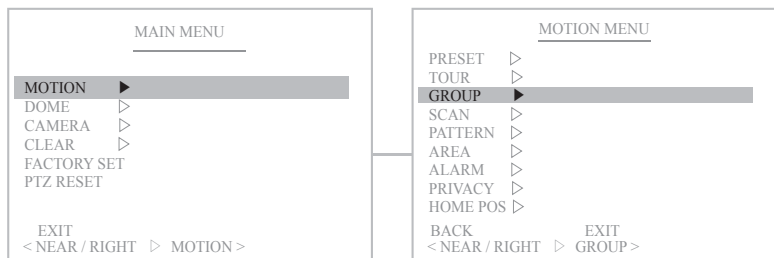 MAIN MENU
MOTION ▶
DOME ▷
CAMERA ▷
CLEAR ▷
FACTORY SET
PTZ RESET
EXIT
< NEAR / RIGHT ▷ MOTION >
MOTION MENU
PRESET ▷
TOUR ▷
GROUP ▶
SCAN ▷
PATTERN ▷
AREA ▷
ALARM ▷
PRIVACY ▷
HOME POS ▷
BACK EXIT
< NEAR / RIGHT ▷ GROUP >